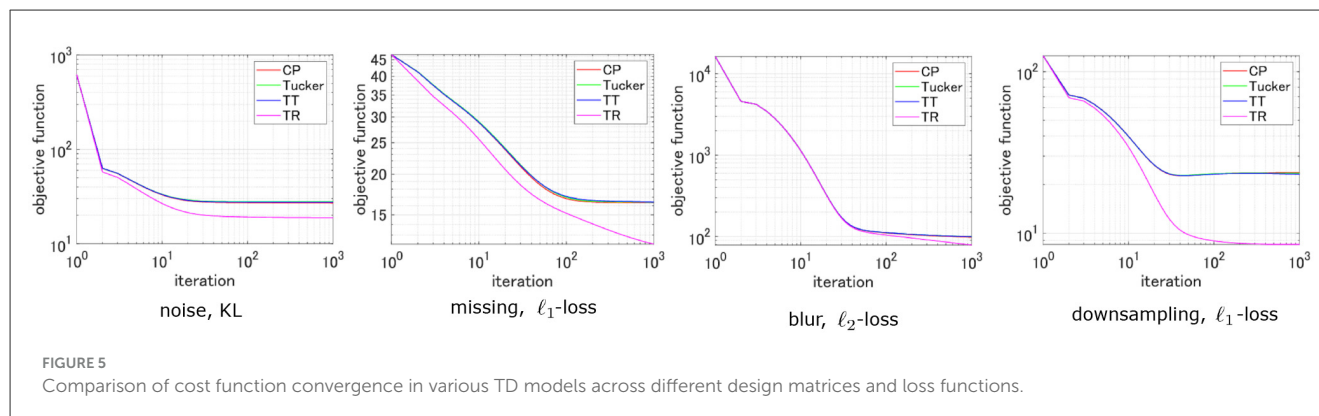 objective function
10³
10²
10¹
CP
Tucker
TT
TR
10⁰ 10¹ 10² 10³
iteration
noise, KL
objective function
45
40
35
30
25
20
15
CP
Tucker
TT
TR
10⁰ 10¹ 10² 10³
iteration
missing, ℓ₁-loss
objective function
10⁴
10³
10²
CP
Tucker
TT
TR
10⁰ 10¹ 10² 10³
iteration
blur, ℓ₂-loss
objective function
10²
10¹
CP
Tucker
TT
TR
10⁰ 10¹ 10² 10³
iteration
downsampling, ℓ₁-loss
FIGURE 5
Comparison of cost function convergence in various TD models across different design matrices and loss functions.